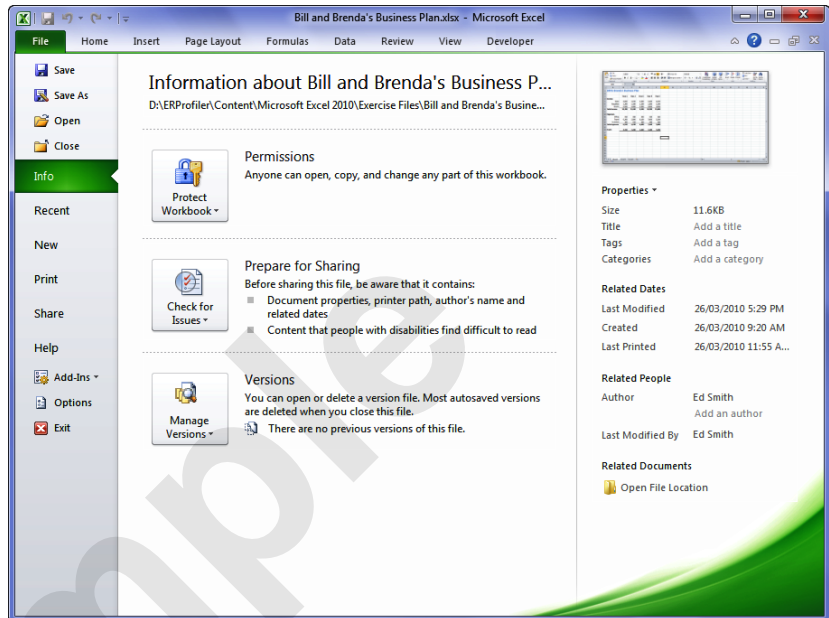 Bill and Brenda's Business Plan.xlsx - Microsoft Excel
File Home Insert Page Layout Formulas Data Review View Developer
Save
Save As
Open
Close
Info
Recent
New
Print
Share
Help
Add-Ins
Options
Exit
Information about Bill and Brenda's Business P...
D:\ERProfiler\Content\Microsoft Excel 2010\Exercise Files\Bill and Brenda's Busine...
Protect
Workbook
Permissions
Anyone can open, copy, and change any part of this workbook.
Check for
Issues
Prepare for Sharing
Before sharing this file, be aware that it contains:
Document properties, printer path, author's name and
related dates
Content that people with disabilities find difficult to read
Manage
Versions
Versions
You can open or delete a version file. Most autosaved versions
are deleted when you close this file.
There are no previous versions of this file.
Properties
Size 11.6KB
Title Add a title
Tags Add a tag
Categories Add a category
Related Dates
Last Modified 26/03/2010 5:29 PM
Created 26/03/2010 9:20 AM
Last Printed 26/03/2010 11:55 A...
Related People
Author Ed Smith
Add an author
Last Modified By Ed Smith
Related Documents
Open File Location
mple